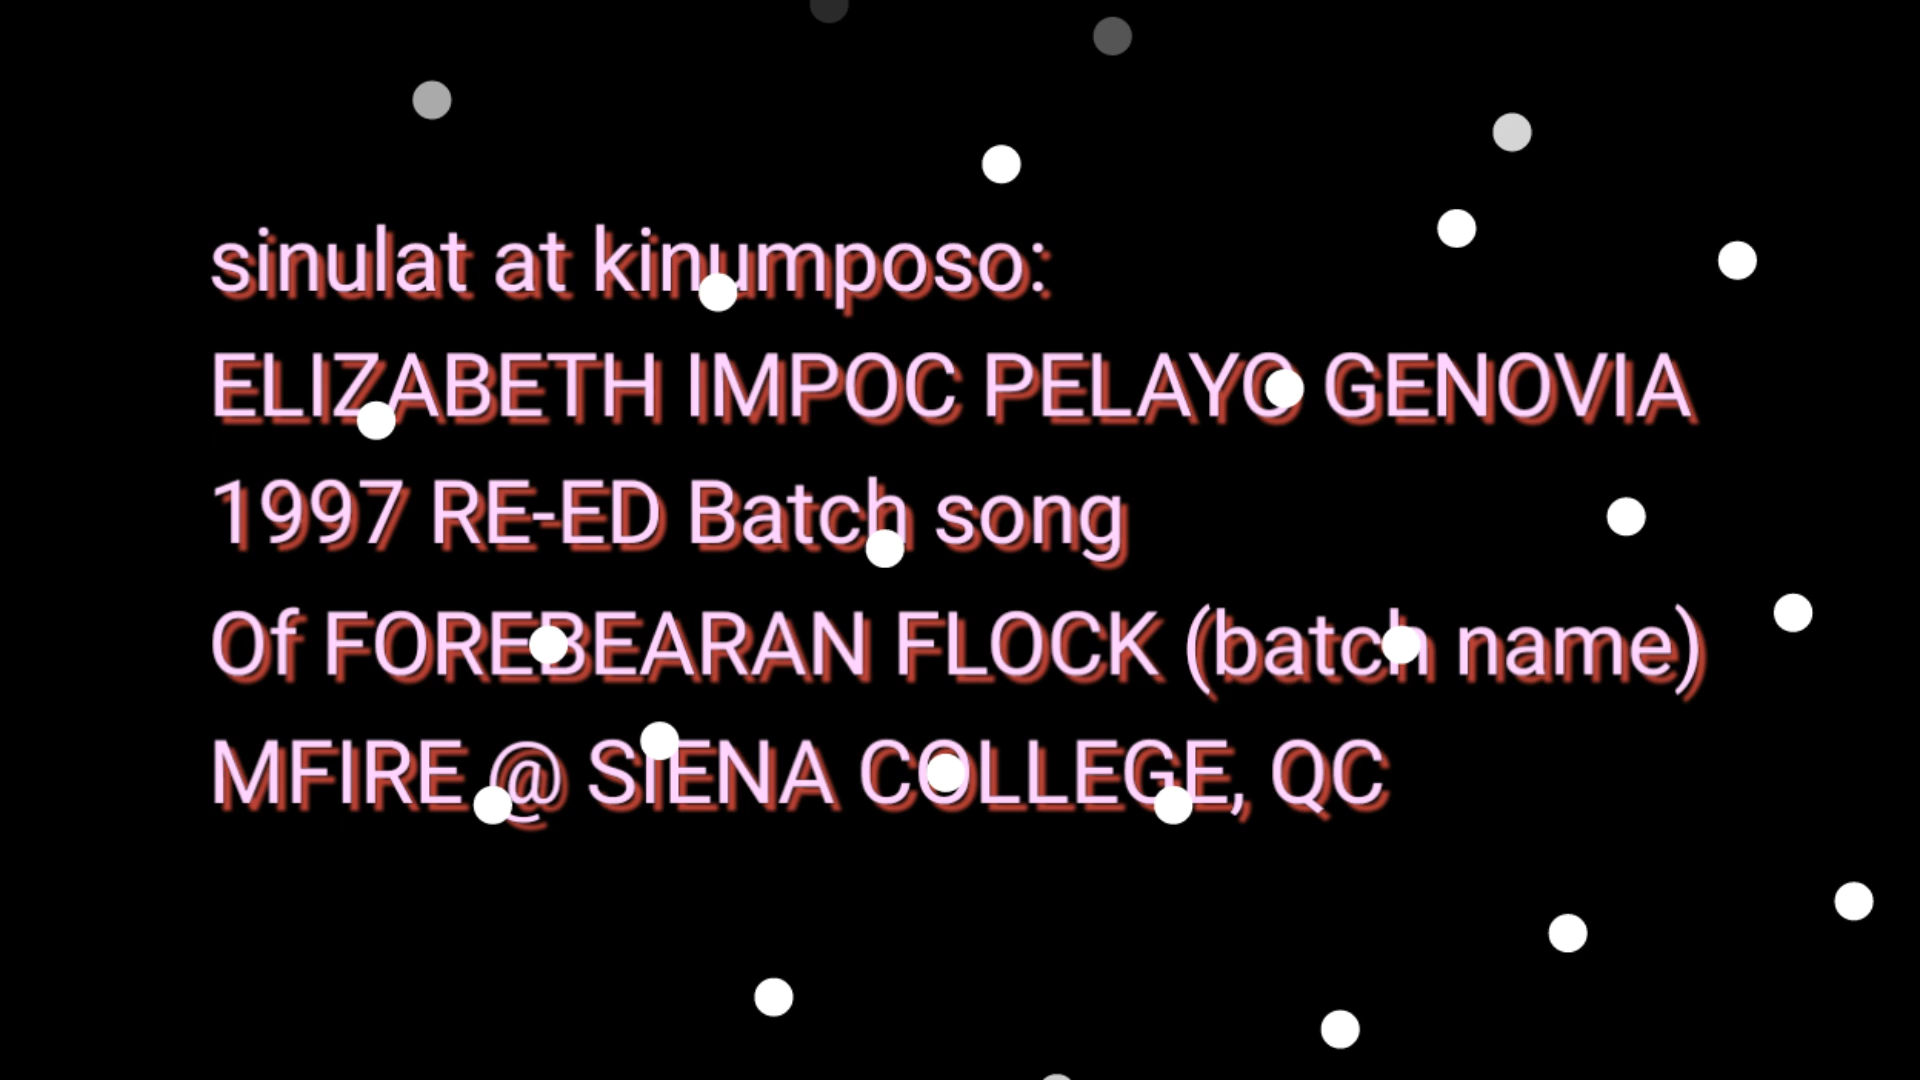 sinulat at kinumposo:
ELIZABETH IMPOC PELAYO GENOVIA
1997 RE-ED Batch song
Of FOREBEARAN FLOCK (batch name)
MFIRE @ SIENA COLLEGE, QC